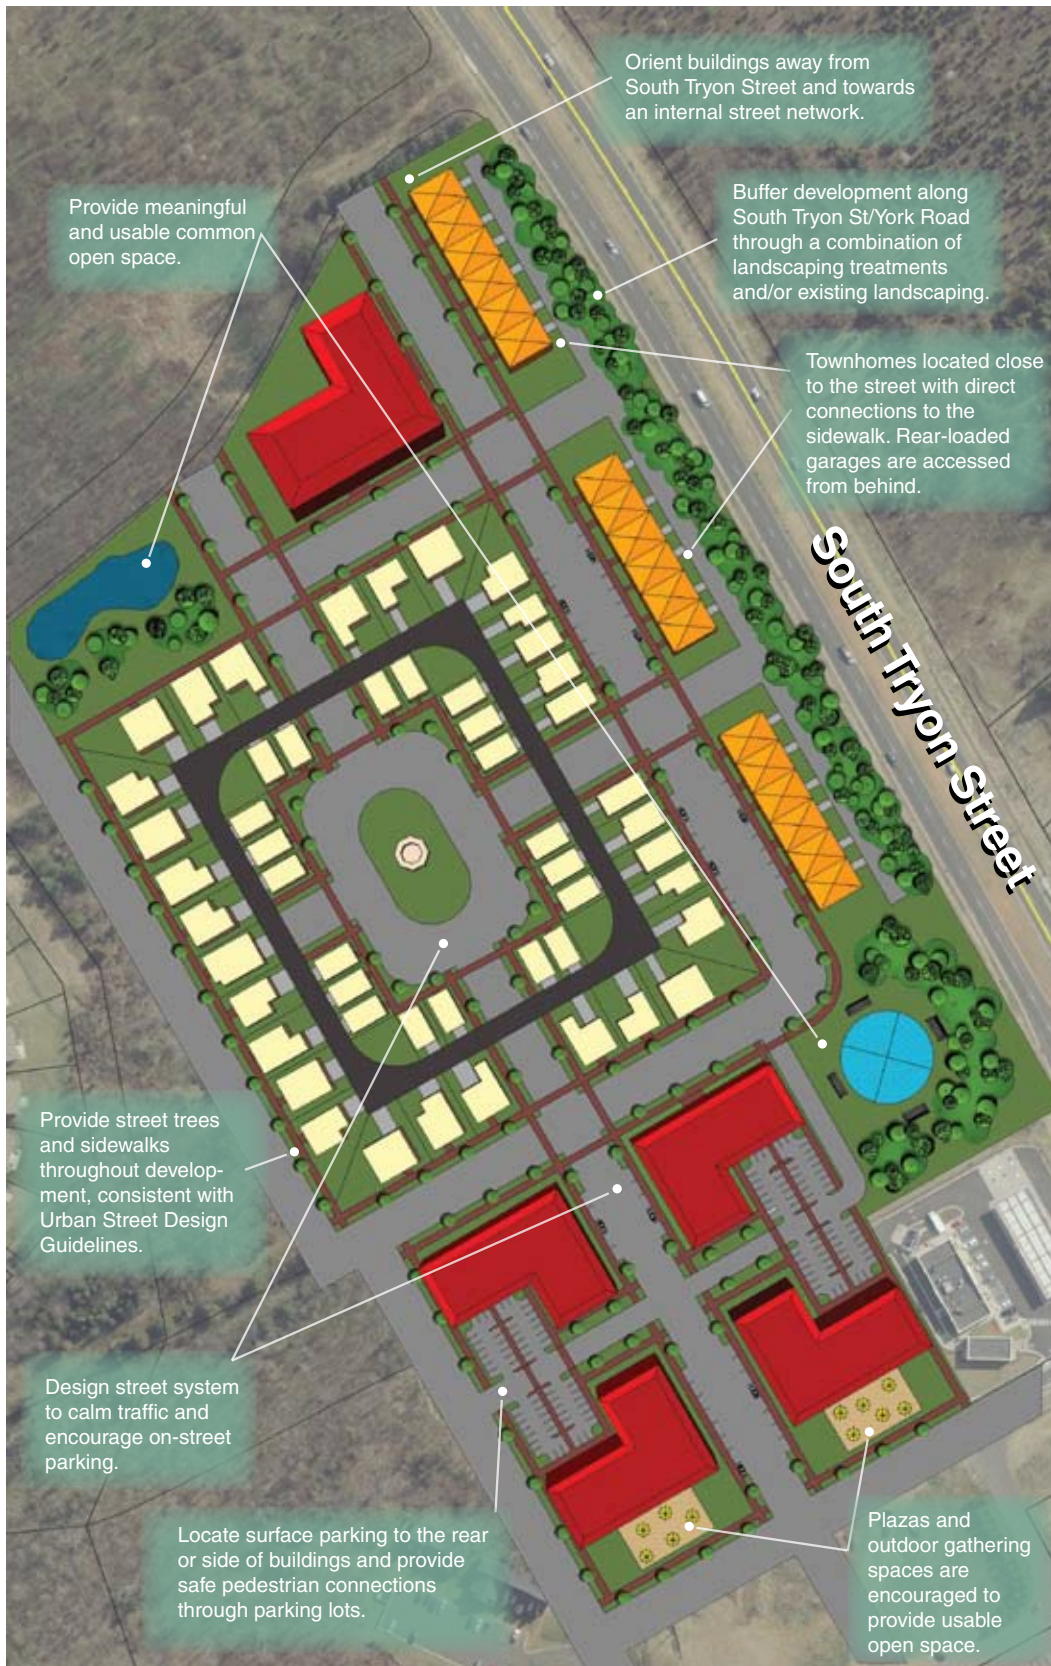 Orient buildings away from
South Tryon Street and towards
an internal street network.
Provide meaningful
and usable common
open space.
Buffer development along
South Tryon St/York Road
through a combination of
landscaping treatments
and/or existing landscaping.
Townhomes located close
to the street with direct
connections to the
sidewalk. Rear-loaded
garages are accessed
from behind.
South Tryon Street
Provide street trees
and sidewalks
throughout develop-
ment, consistent with
Urban Street Design
Guidelines.
Design street system
to calm traffic and
encourage on-street
parking.
Locate surface parking to the rear
or side of buildings and provide
safe pedestrian connections
through parking lots.
Plazas and
outdoor gathering
spaces are
encouraged to
provide usable
open space.